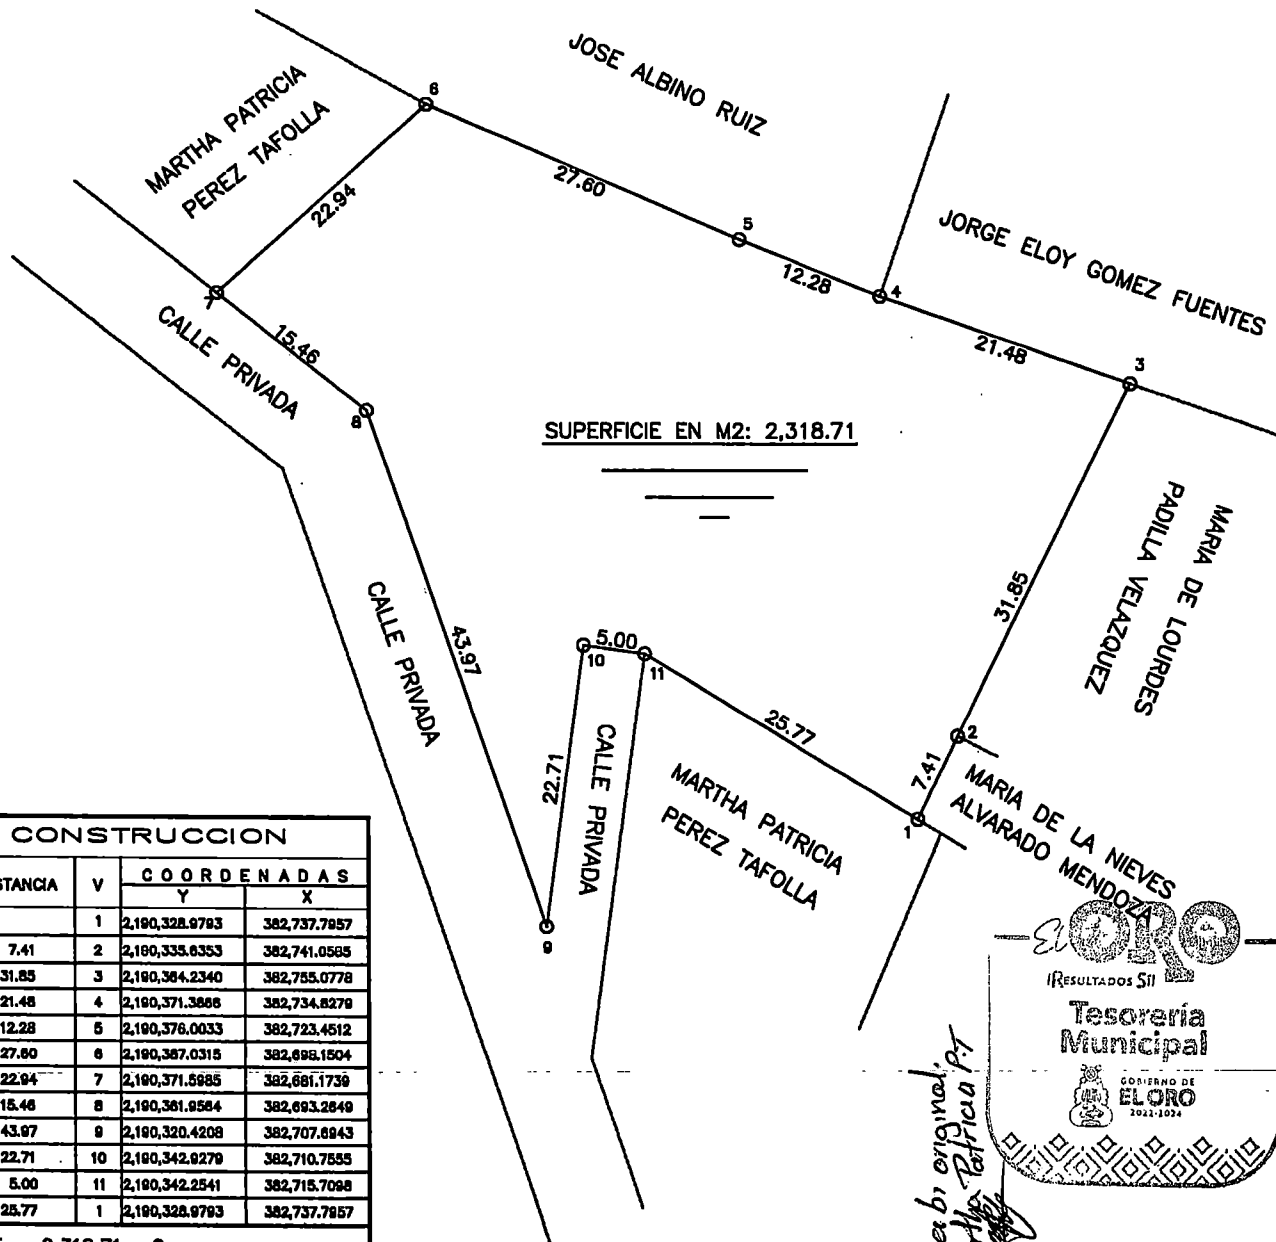 JOSE ALBINO RUIZ
MARTHA PATRICIA
PEREZ TAFOLLA
6
27.60
22.94
5
12.28
4
JORGE ELOY GOMEZ FUENTES
21.48
3
7
CALLE PRIVADA
15.46
8
SUPERFICIE EN M2: 2,318.71
MARIA DE LOURDES
PADILLA VELAZQUEZ
31.85
CALLE PRIVADA
43.97
10
5.00
11
25.77
2
7.41
1
22.71
CALLE PRIVADA
MARTHA PATRICIA
PEREZ TAFOLLA
MARIA DE LA NIEVES
ALVARADO MENDOZA
9
CONSTRUCCION
STANCIA V COORDENADAS
Y X
1 2,190,328.9793 382,737.7957
7.41 2 2,190,335.6353 382,741.0585
31.85 3 2,190,364.2340 382,755.0778
21.48 4 2,190,371.3866 382,734.8279
12.28 5 2,190,376.0033 382,723.4512
27.60 6 2,190,387.0315 382,698.1504
22.94 7 2,190,371.5985 382,681.1739
15.46 8 2,190,361.9564 382,693.2649
43.97 9 2,190,320.4208 382,707.6943
22.71 10 2,190,342.9279 382,710.7555
5.00 11 2,190,342.2541 382,715.7098
25.77 1 2,190,328.9793 382,737.7957
El ORO
¡RESULTADOS SI!
Tesorería
Municipal
GOBIERNO DE
EL ORO
2022-2024
original.
Patricia P.T